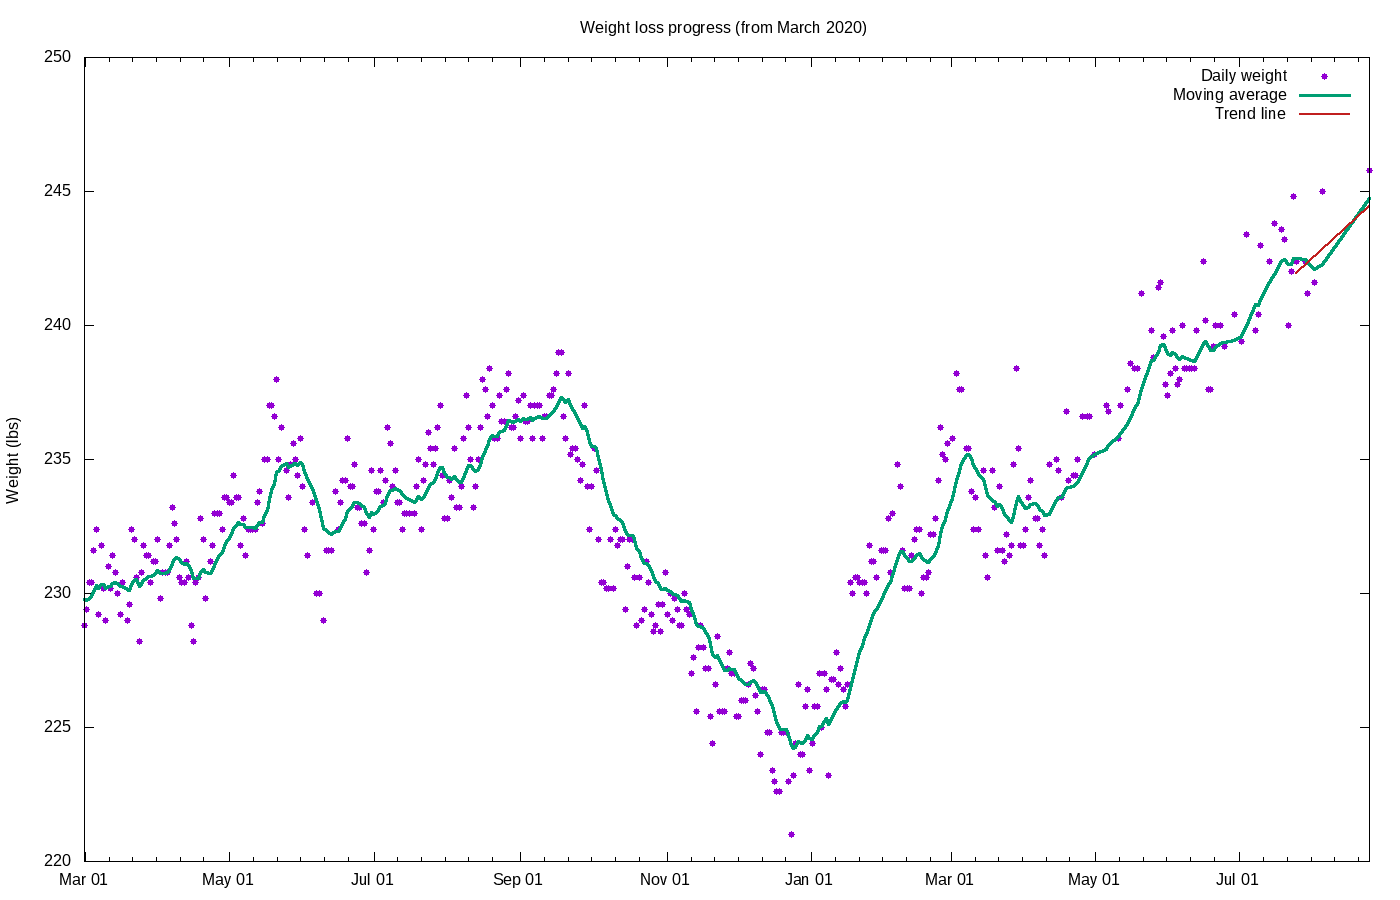 Weight loss progress (from March 2020)
250
245
240
235
230
225
220
Weight (lbs)
Daily weight
Moving average
Trend line
Mar 01 May 01 Jul 01 Sep 01 Nov 01 Jan 01 Mar 01 May 01 Jul 01